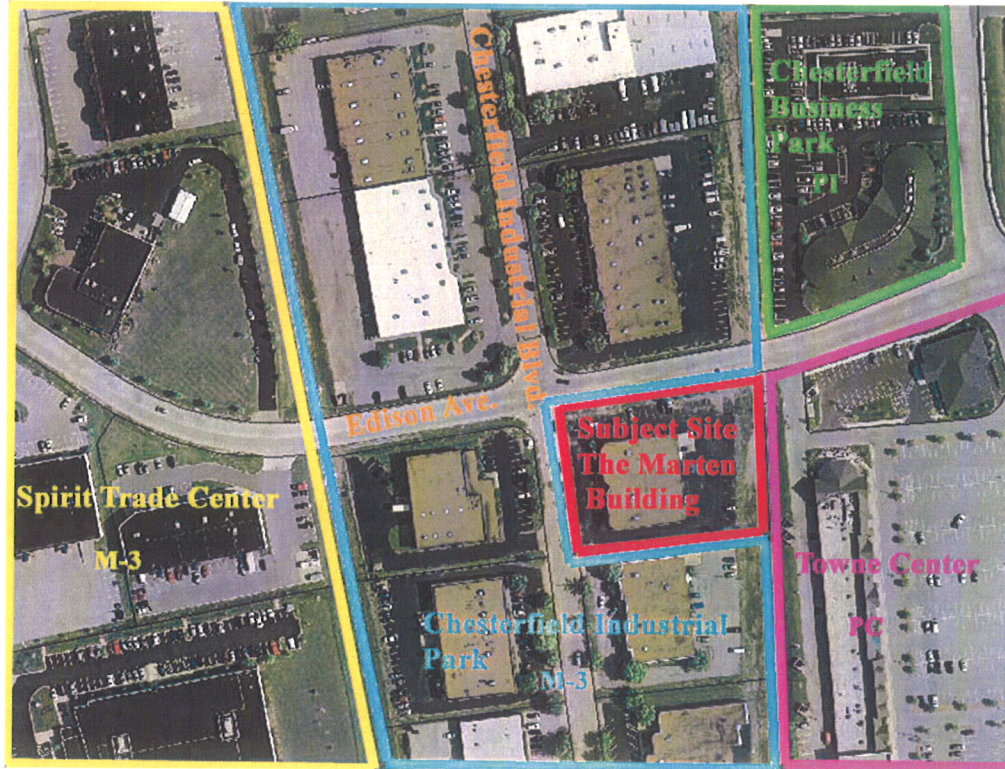 Chesterfield
Business
Park
PI
Chesterfield Industrial Blvd.
Edison Ave.
Subject Site
The Marten
Building
Spirit Trade Center
M-3
Towne Center
PC
Chesterfield Industrial
Park
M-3